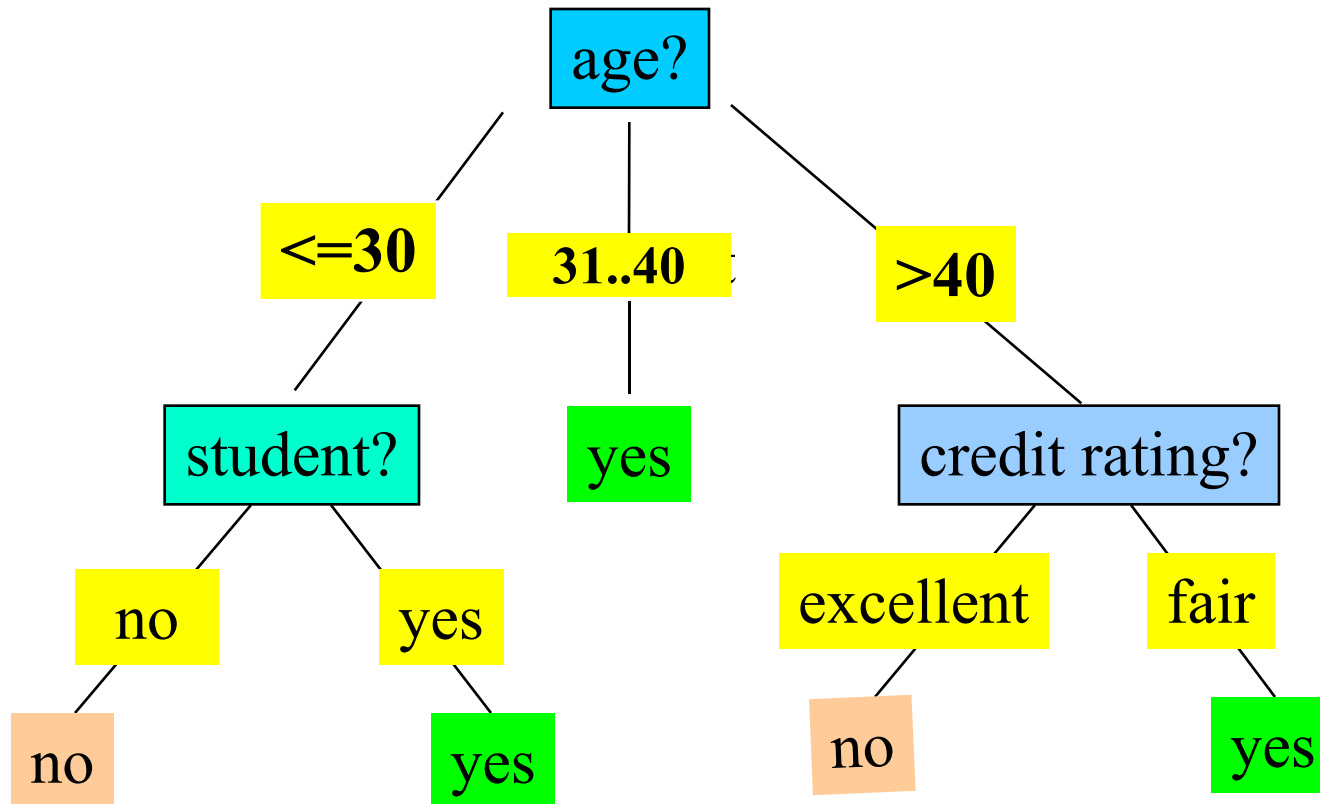 age?
<=30
31..40
>40
student?
yes
credit rating?
no
yes
excellent
fair
no
yes
no
yes